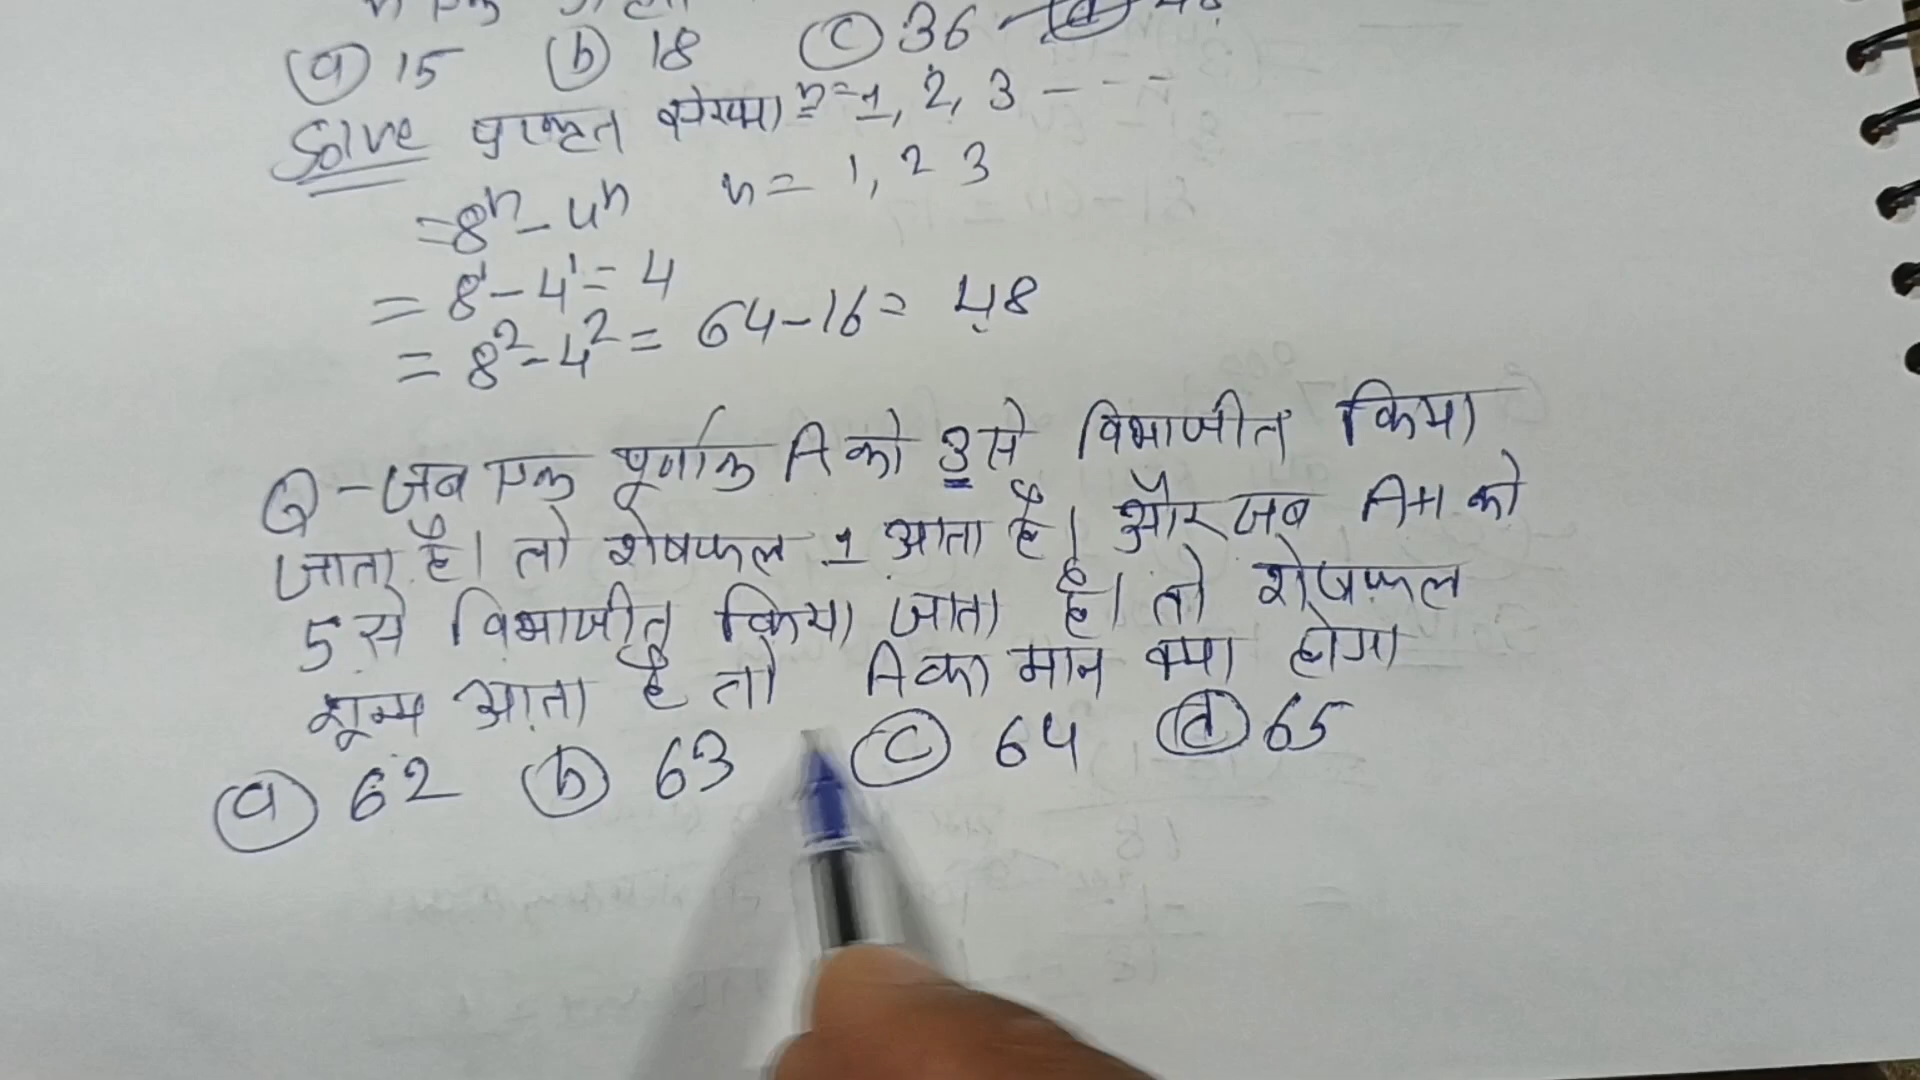 (a) 15 (b) 18 (c) 36 (d) 48
Solve प्राकृत संख्या n=1, 2, 3 - - -
=8ⁿ-4ⁿ n= 1, 2 3
= 8¹-4¹= 4
= 8²-4²= 64-16= 48
Q-जब एक पूर्णांक A को 3 से विभाजीत किया
जाता है। तो शेषफल 1 आता है। और जब A+1 को
5 से विभाजीत किया जाता है। तो शेषफल
शून्य आता है तो A का मान क्या होगा
(a) 62 (b) 63 (c) 64 (d) 65